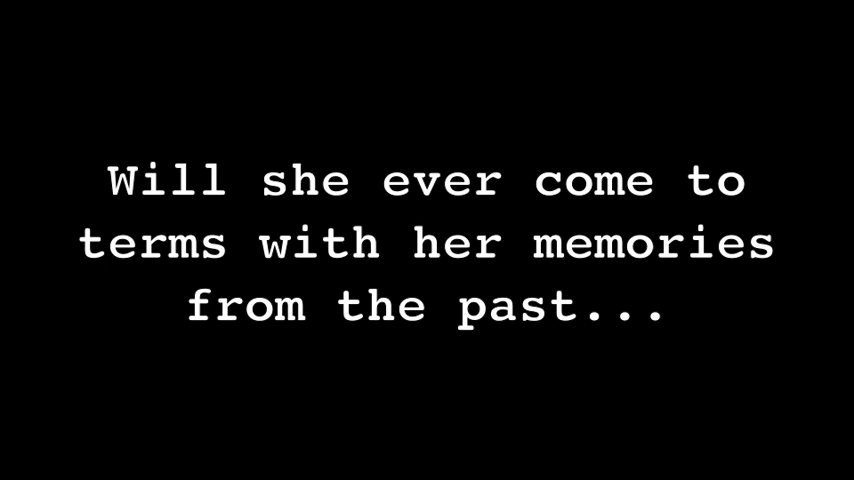 Will she ever come to
terms with her memories
from the past...